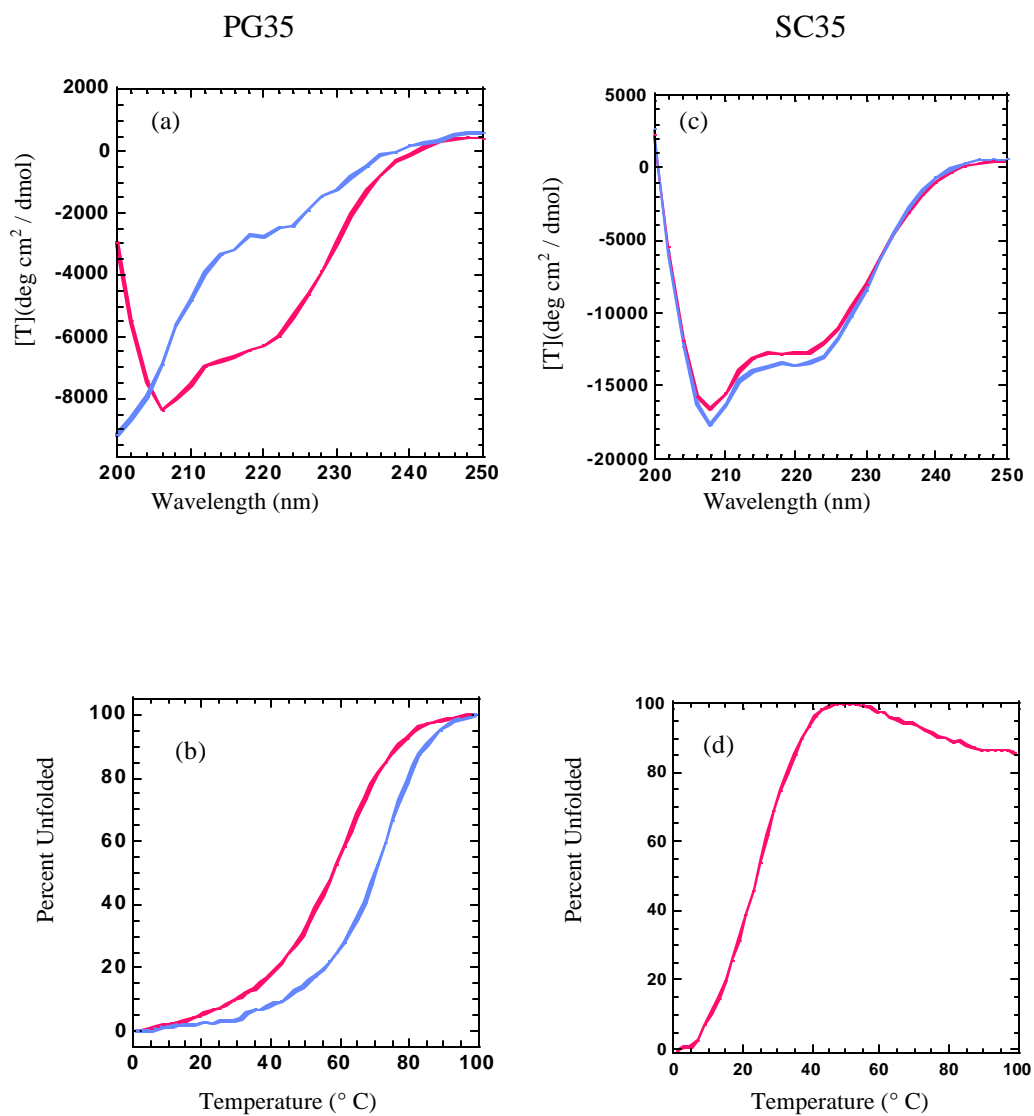 PG35
SC35
2000
0
-2000
-4000
-6000
-8000
(a)
[T](deg cm² / dmol)
200 210 220 230 240 250
Wavelength (nm)
5000
0
-5000
-10000
-15000
-20000
(c)
[T](deg cm² / dmol)
200 210 220 230 240 250
Wavelength (nm)
100
80
60
40
20
0
(b)
Percent Unfolded
0 20 40 60 80 100
Temperature (° C)
100
80
60
40
20
0
(d)
Percent Unfolded
0 20 40 60 80 100
Temperature (° C)